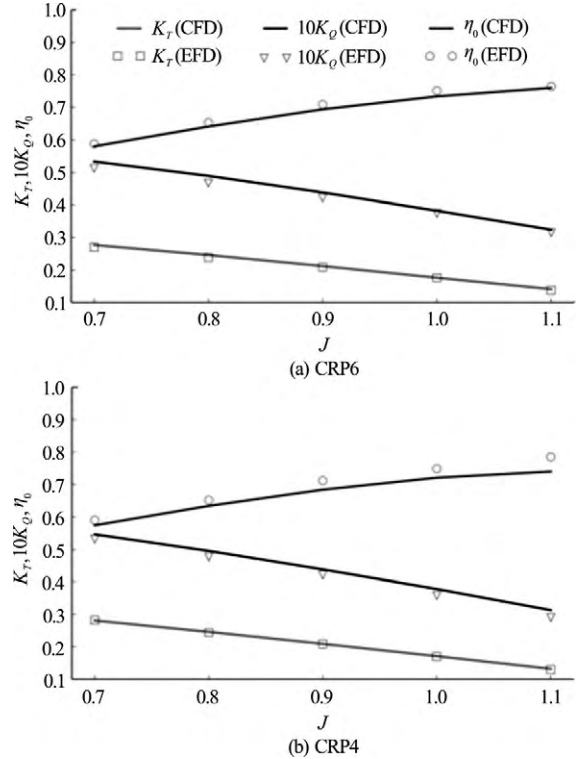 K_T(CFD) 10K_Q(CFD) η_0(CFD)
K_T(EFD) 10K_Q(EFD) η_0(EFD)
K_T, 10K_Q, η_0
1.0
0.9
0.8
0.7
0.6
0.5
0.4
0.3
0.2
0.1
0.7 0.8 0.9 1.0 1.1
J
(a) CRP6
K_T, 10K_Q, η_0
1.0
0.9
0.8
0.7
0.6
0.5
0.4
0.3
0.2
0.1
0.7 0.8 0.9 1.0 1.1
J
(b) CRP4